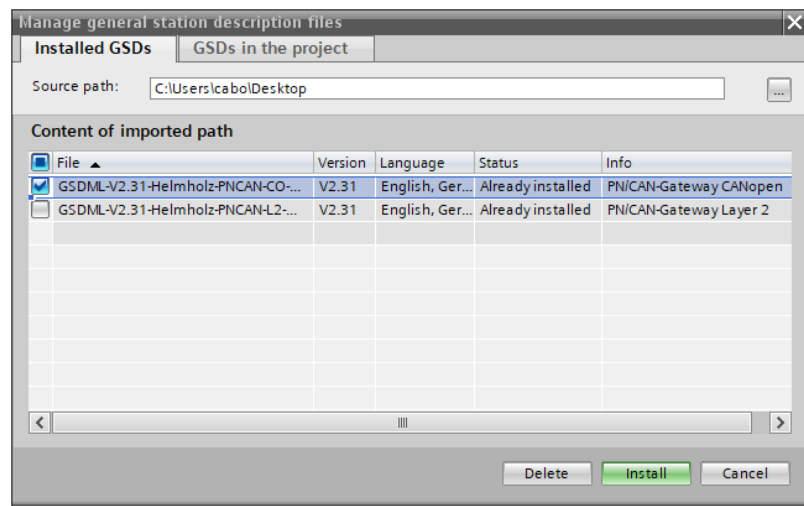 Manage general station description files
Installed GSDs GSDs in the project
Source path: C:\Users\cabo\Desktop ...
Content of imported path
File Version Language Status Info
GSDML-V2.31-Helmholz-PNCAN-CO-... V2.31 English, Ger... Already installed PN/CAN-Gateway CANopen
GSDML-V2.31-Helmholz-PNCAN-L2-... V2.31 English, Ger... Already installed PN/CAN-Gateway Layer 2
Delete Install Cancel